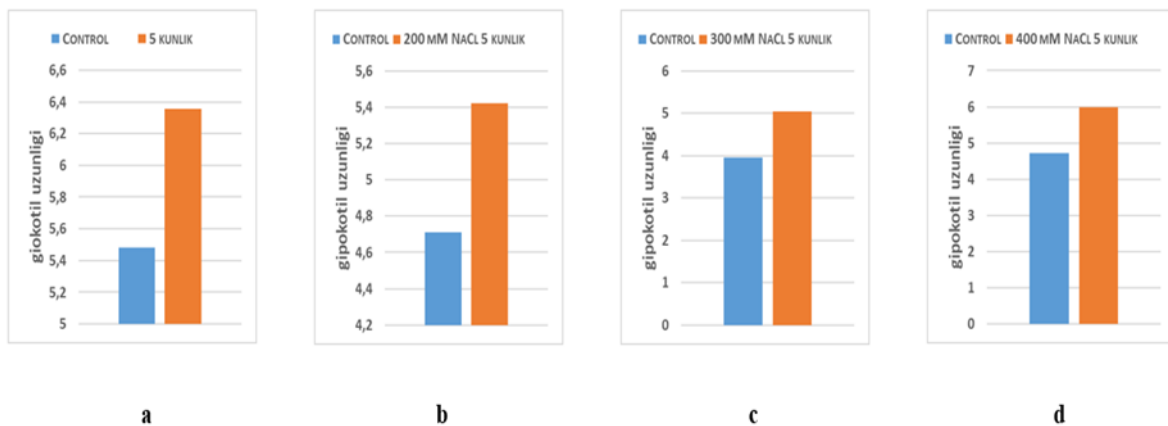 CONTROL 5 KUNLIK
giokotil uzunligi
6,6
6,4
6,2
6
5,8
5,6
5,4
5,2
5
a
CONTROL 200 MM NACL 5 KUNLIK
gipokotil uzunligi
5,6
5,4
5,2
5
4,8
4,6
4,4
4,2
b
CONTROL 300 MM NACL 5 KUNLIK
gipokotil uzunligi
6
5
4
3
2
1
0
c
CONTROL 400 MM NACL 5 KUNLIK
gipokotil uzunligi
7
6
5
4
3
2
1
0
d